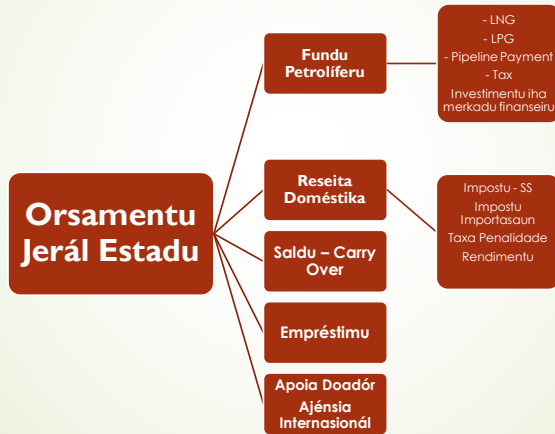 Orsamentu
Jerál Estadu
Fundu
Petrolíferu
- LNG
- LPG
- Pipeline Payment
- Tax
Investimentu iha
merkadu finanseiru
Reseita
Doméstika
Impostu - SS
Impostu
Importasaun
Taxa Penalidade
Rendimentu
Saldu – Carry
Over
Empréstimu
Apoia Doadór
Ajénsia
Internasionál